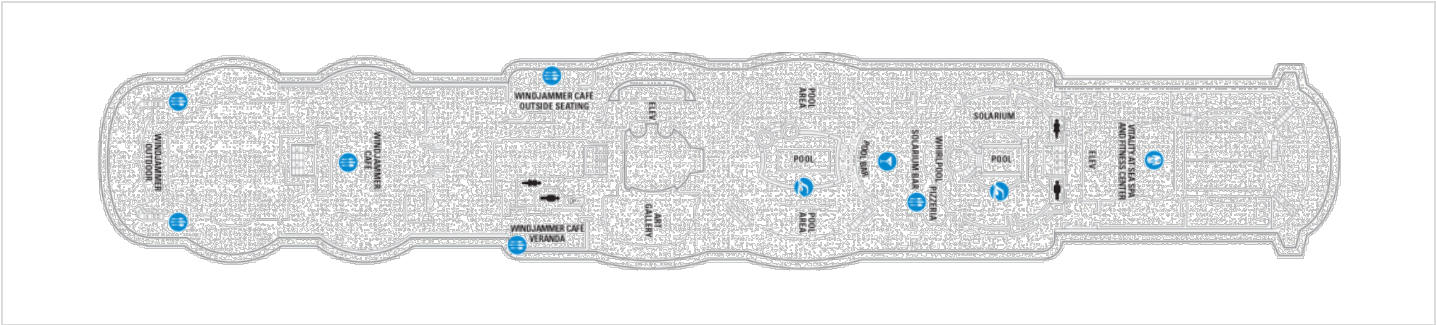 WINDJAMMER
OUTDOOR
WINDJAMMER
CAFE
WINDJAMMER CAFE
OUTSIDE SEATING
WINDJAMMER CAFE
VERANDA
ELEV
ART
GALLERY
POOL
AREA
POOL
POOL
AREA
POOL BAR
SOLARIUM BAR
WHIRLPOOL PIZZERIA
SOLARIUM
POOL
ELEV
VITALITY AT SEA SPA
AND FITNESS CENTER